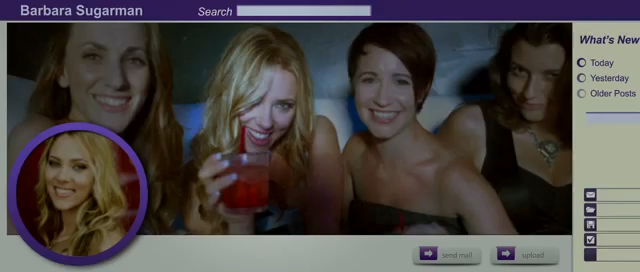 Barbara Sugarman
Search
What's New
Today
Yesterday
Older Posts
send mail
upload